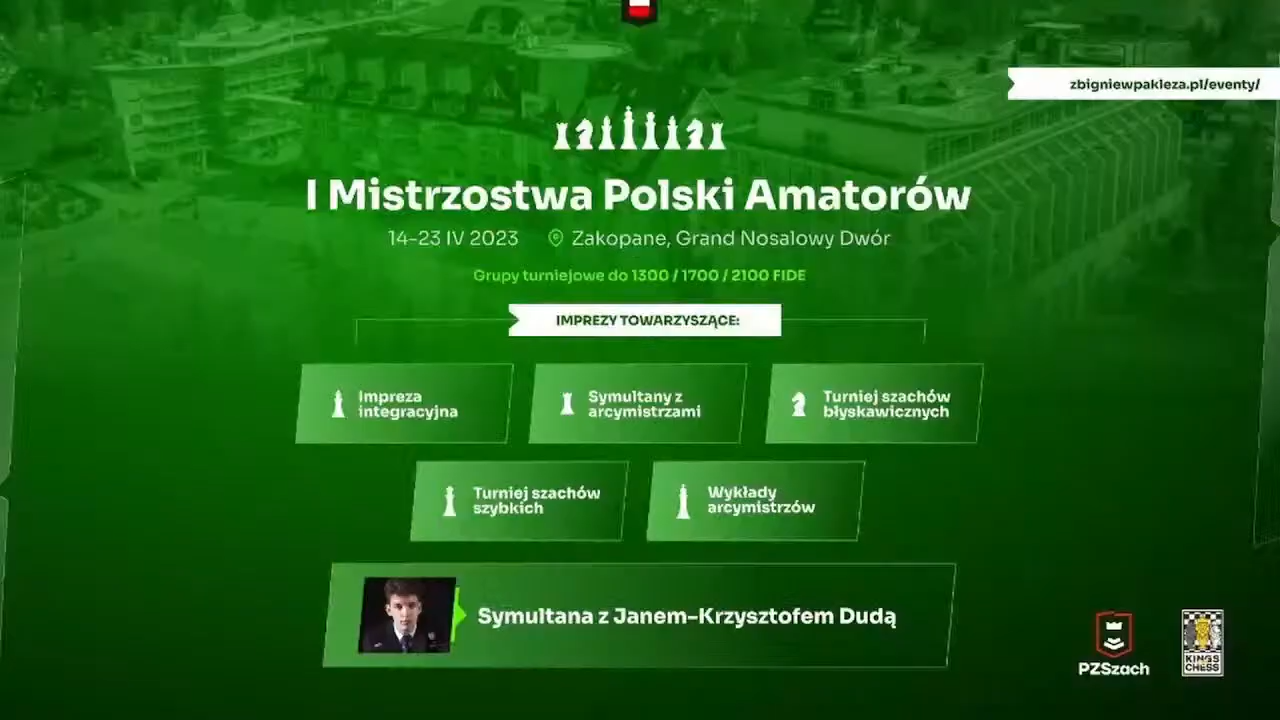 zbigniewpakleza.pl/eventy/
I Mistrzostwa Polski Amatorów
14-23 IV 2023 Zakopane, Grand Nosalowy Dwór
Grupy turniejowe do 1300 / 1700 / 2100 FIDE
IMPREZY TOWARZYSZĄCE:
Impreza
integracyjna
Symultany z
arcymistrzami
Turniej szachów
błyskawicznych
Turniej szachów
szybkich
Wykłady
arcymistrzów
Symultana z Janem-Krzysztofem Dudą
PZSzach
KINGS
CHESS